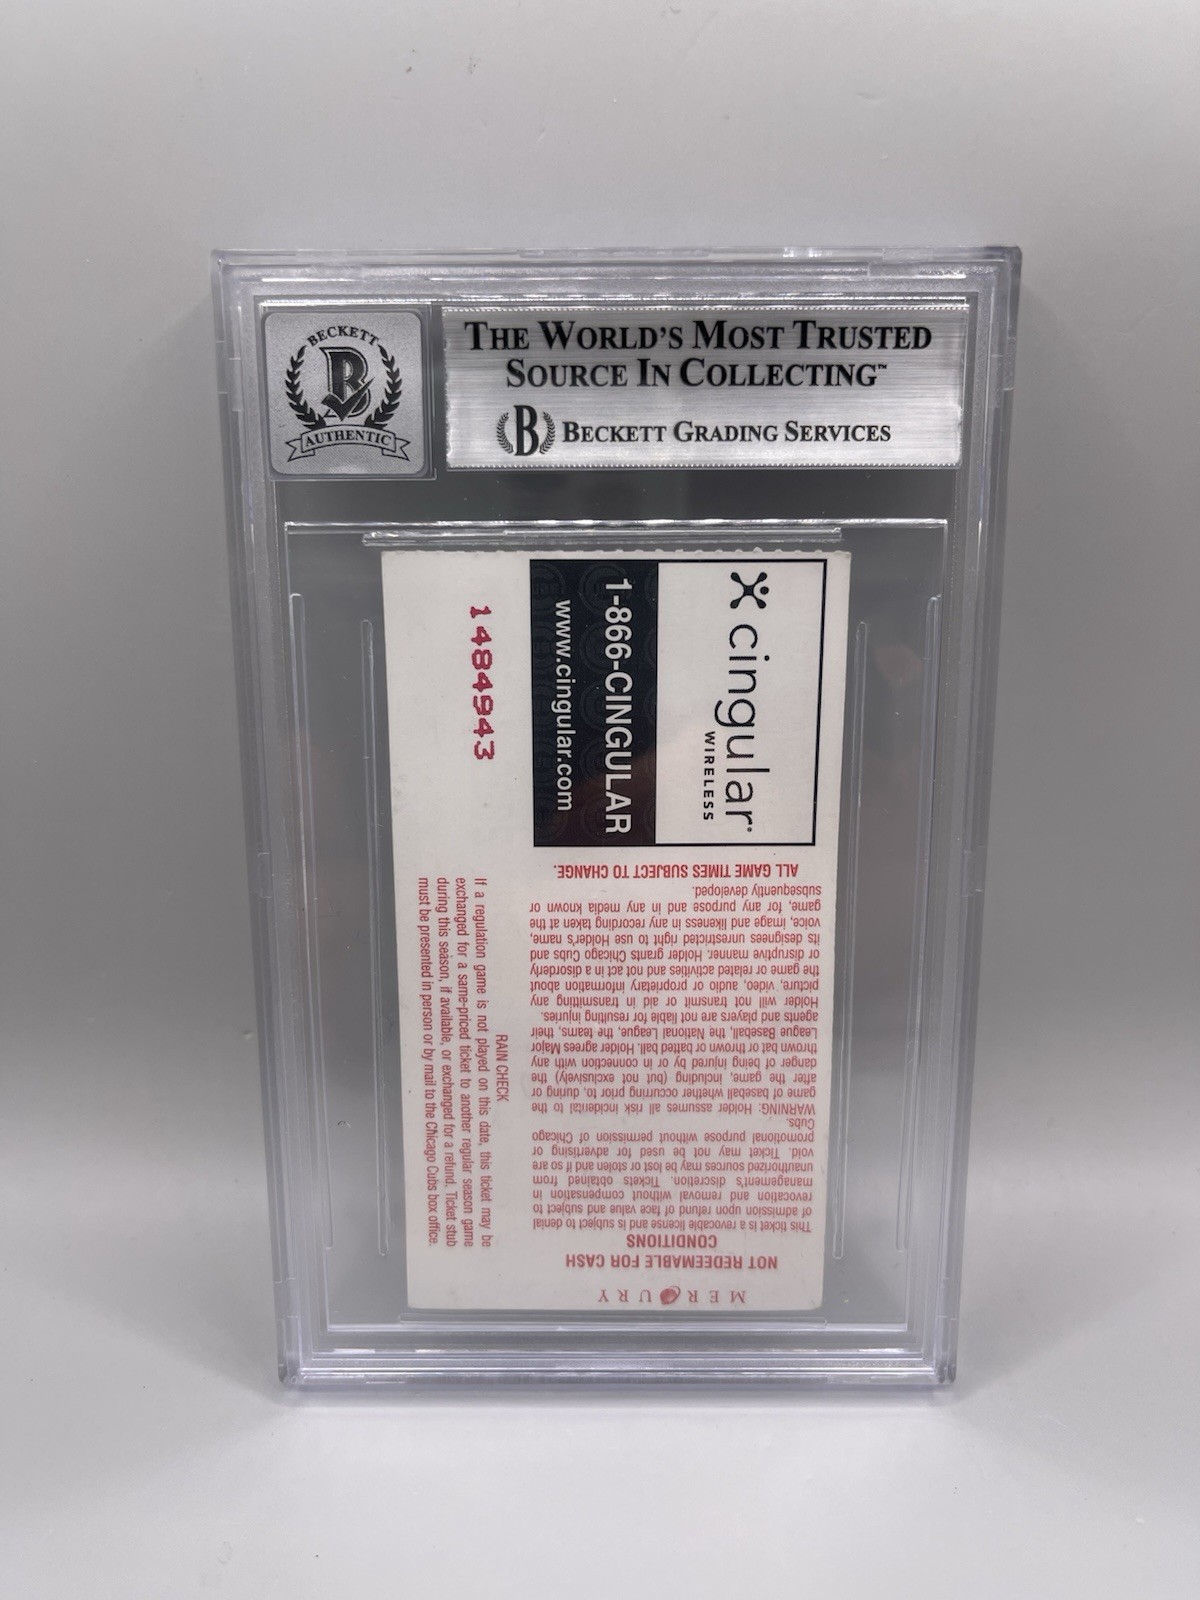 BECKETT
AUTHENTIC
THE WORLD'S MOST TRUSTED
SOURCE IN COLLECTING™
B BECKETT GRADING SERVICES
cingular®
WIRELESS
1-866-CINGULAR
www.cingular.com
1484943
MERCURY
NOT REDEEMABLE FOR CASH
CONDITIONS
This ticket is a revocable license and is subject to denial
of admission upon refund of face value and subject to
revocation and removal without compensation in
management's discretion. Tickets obtained from
unauthorized sources may be lost or stolen and if so are
void. Ticket may not be used for advertising or
promotional purpose without permission of Chicago
Cubs.
WARNING: Holder assumes all risk incidental to the
game of baseball whether occurring prior to, during or
after the game, including (but not exclusively) the
danger of being injured by or in connection with any
thrown bat or thrown or batted ball. Holder agrees Major
League Baseball, the National League, the teams, their
agents and players are not liable for resulting injuries.
Holder will not transmit or aid in transmitting any
picture, video, audio or proprietary information about
the game or related activities and not act in a disorderly
or disruptive manner. Holder grants Chicago Cubs and
its designees unrestricted right to use Holder's name,
voice, image and likeness in any recording taken at the
game, for any purpose and in any media known or
subsequently developed.
ALL GAME TIMES SUBJECT TO CHANGE.
RAIN CHECK
If a regulation game is not played on this date, this ticket may be
exchanged for a same-priced ticket to another regular season game
during this season, if available, or exchanged for a refund. Ticket stub
must be presented in person or by mail to the Chicago Cubs box office.